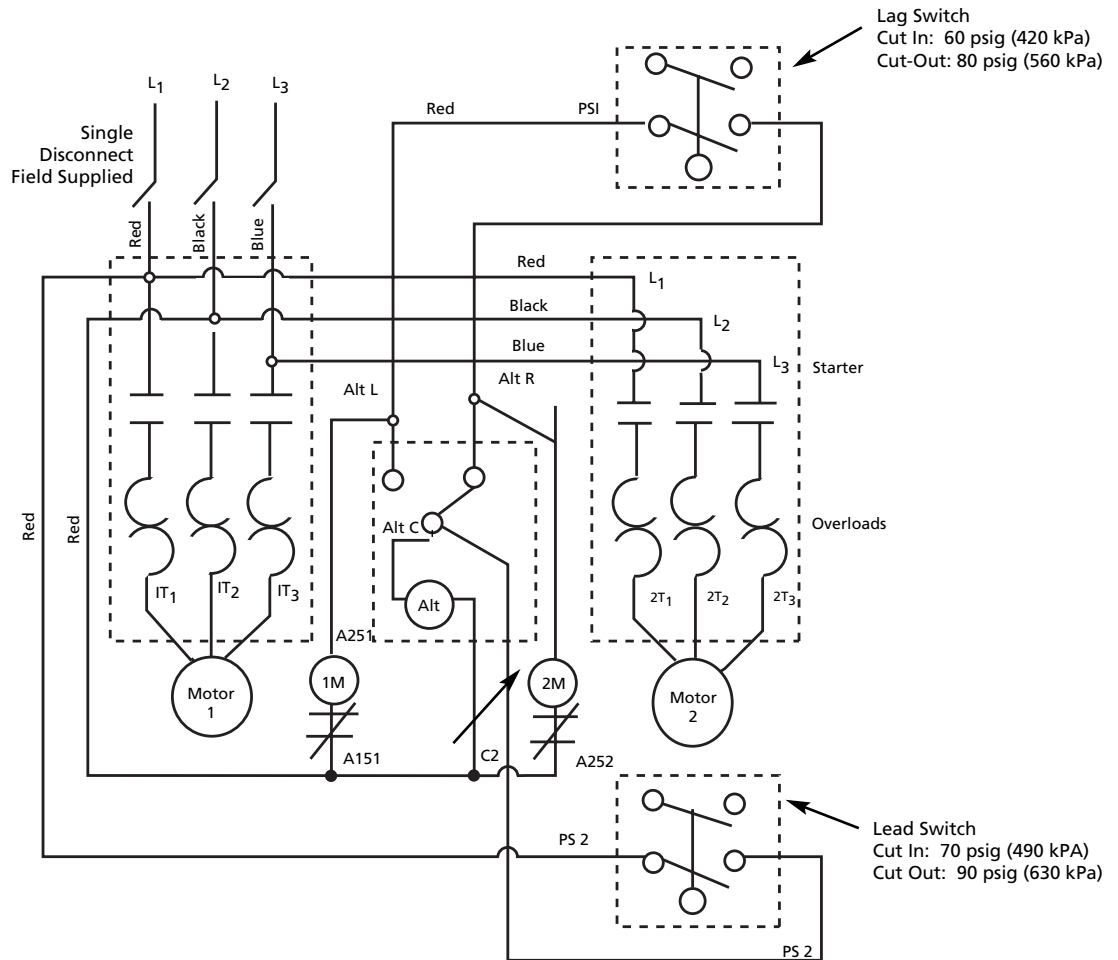 Lag Switch
Cut In: 60 psig (420 kPa)
Cut-Out: 80 psig (560 kPa)
L1
L2
L3
Red
PSI
Single
Disconnect
Field Supplied
Red
Black
Blue
Red
L1
Black
L2
Blue
L3
Starter
Alt L
Alt R
Red
Red
Alt C
Overloads
IT1
IT2
IT3
Alt
2T1
2T2
2T3
A251
Motor
1
1M
2M
Motor
2
A151
C2
A252
PS 2
Lead Switch
Cut In: 70 psig (490 kPA)
Cut Out: 90 psig (630 kPa)
PS 2